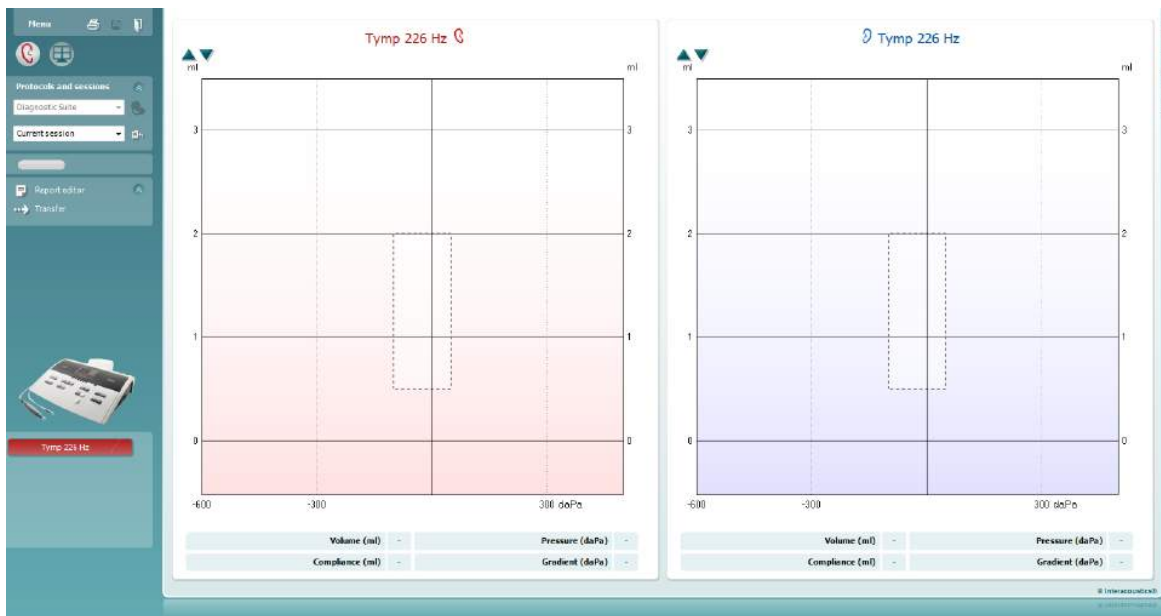 Menu
Protocols and sessions
Diagnostic Suite
Current session
Report editor
Transfer
Tymp 226 Hz
Tymp 226 Hz
ml
ml
3
3
2
2
1
1
0
0
-600
-300
300 daPa
Volume (ml) -
Pressure (daPa) -
Compliance (ml) -
Gradient (daPa) -
Tymp 226 Hz
ml
ml
3
3
2
2
1
1
0
0
-600
-300
300 daPa
Volume (ml) -
Pressure (daPa) -
Compliance (ml) -
Gradient (daPa) -
© Interacoustics®